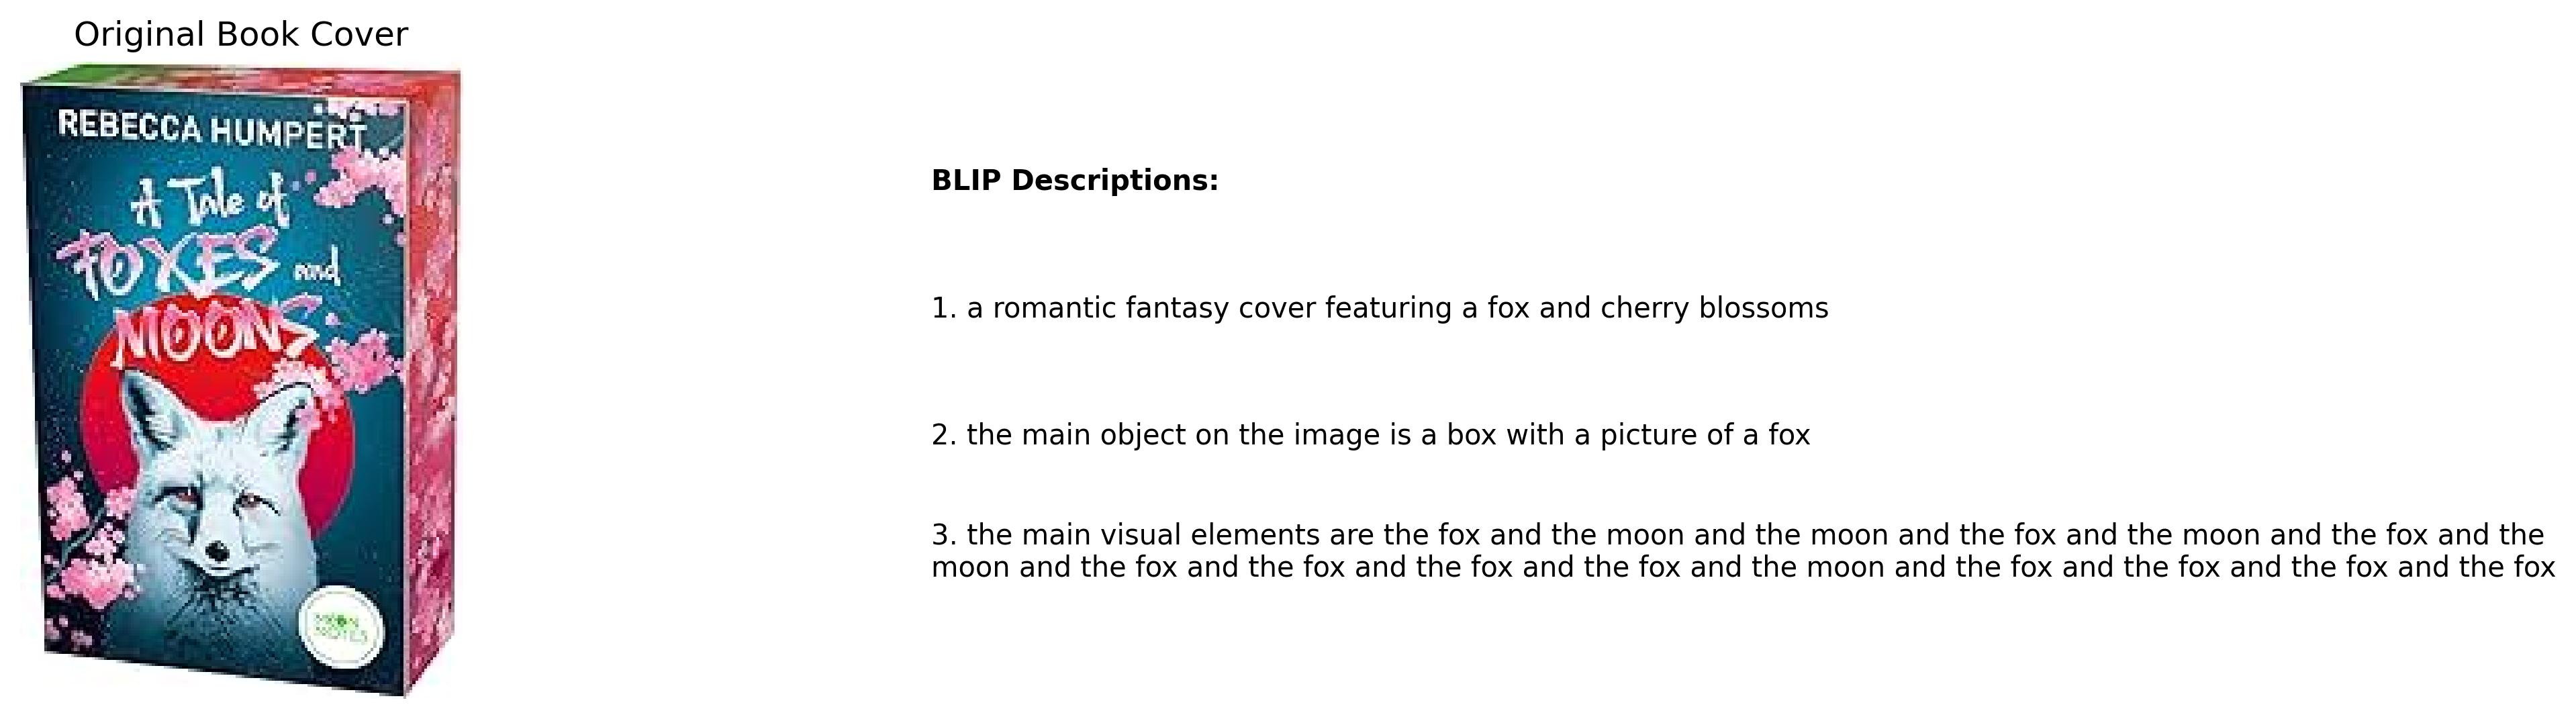 Original Book Cover
REBECCA HUMPERT
A Tale of
FOXES and
MOONS
MOON
NOTES
BLIP Descriptions:
1. a romantic fantasy cover featuring a fox and cherry blossoms
2. the main object on the image is a box with a picture of a fox
3. the main visual elements are the fox and the moon and the moon and the fox and the moon and the fox and the
moon and the fox and the fox and the fox and the fox and the moon and the fox and the fox and the fox and the fox